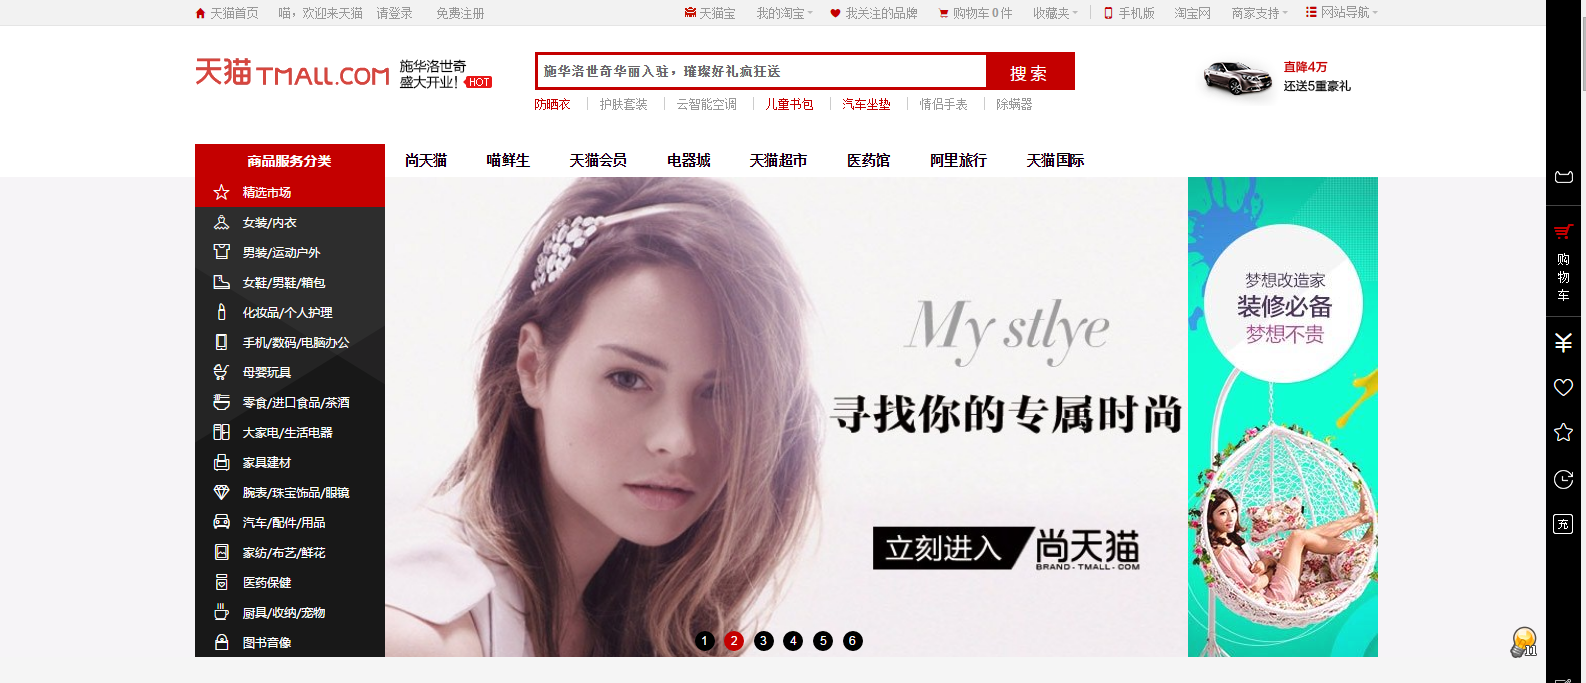 天猫首页 喵，欢迎来天猫 请登录 免费注册 天猫宝 我的淘宝 我关注的品牌 购物车0件 收藏夹 手机版 淘宝网 商家支持 网站导航
天猫 TMALL.COM
施华洛世奇
盛大开业！ HOT
施华洛世奇华丽入驻，璀璨好礼疯狂送 搜索
防晒衣 护肤套装 云智能空调 儿童书包 汽车坐垫 情侣手表 除螨器
直降4万
还送5重豪礼
商品服务分类 尚天猫 喵鲜生 天猫会员 电器城 天猫超市 医药馆 阿里旅行 天猫国际
精选市场
女装/内衣
男装/运动户外
女鞋/男鞋/箱包
化妆品/个人护理
手机/数码/电脑办公
母婴玩具
零食/进口食品/茶酒
大家电/生活电器
家具建材
腕表/珠宝饰品/眼镜
汽车/配件/用品
家纺/布艺/鲜花
医药保健
厨具/收纳/宠物
图书音像
My stlye
寻找你的专属时尚
立刻进入 尚天猫
BRAND-TMALL-COM
1 2 3 4 5 6
梦想改造家
装修必备
梦想不贵
购
物
车
充
11